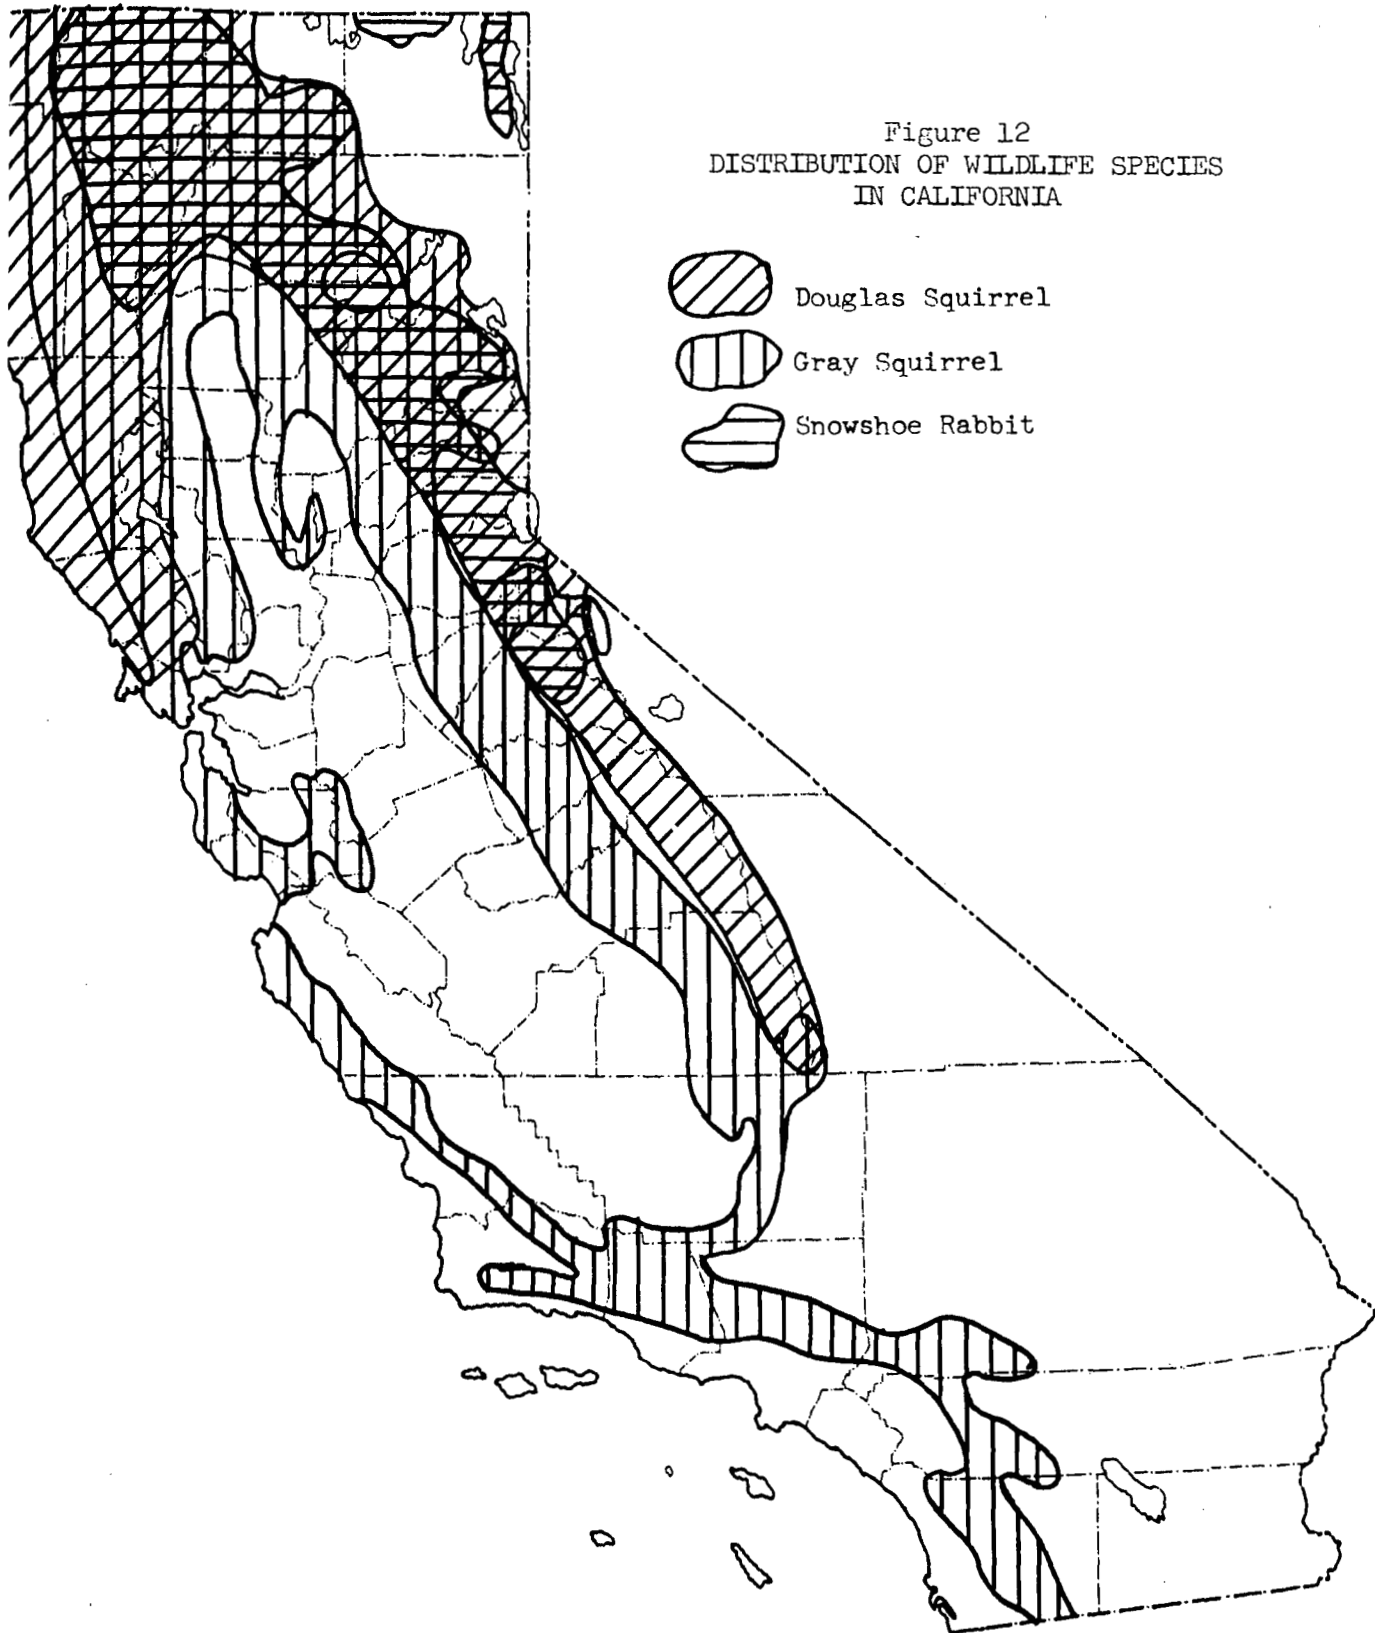 Figure 12
DISTRIBUTION OF WILDLIFE SPECIES
IN CALIFORNIA
Douglas Squirrel
Gray Squirrel
Snowshoe Rabbit